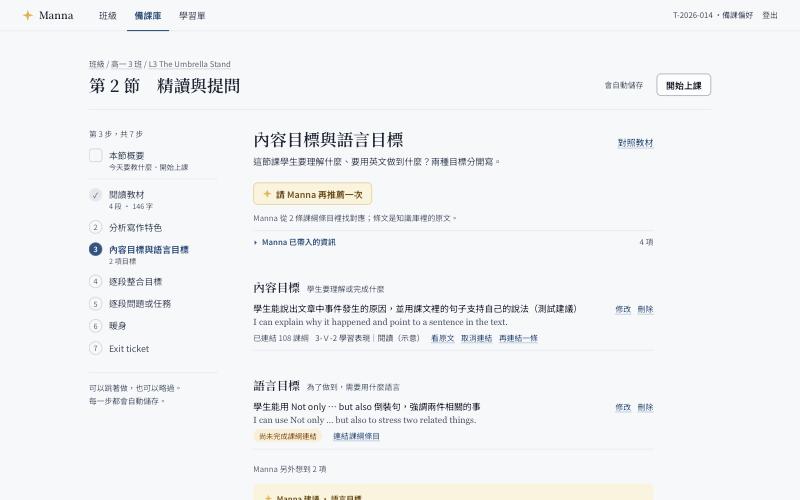 Manna 班級 備課庫 學習單 T-2026-014・備課偏好 登出
班級 / 高一 3 班 / L3 The Umbrella Stand
第 2 節　精讀與提問
會自動儲存 開始上課
第 3 步，共 7 步
本節概要
今天要教什麼・開始上課
✓ 閱讀教材
4 段 · 146 字
2 分析寫作特色
3 內容目標與語言目標
2 項目標
4 逐段整合目標
5 逐段問題或任務
6 暖身
7 Exit ticket
可以跳著做，也可以略過。
每一步都會自動儲存。
內容目標與語言目標 對照教材
這節課學生要理解什麼、要用英文做到什麼？兩種目標分開寫。
請 Manna 再推薦一次
Manna 從 2 條課綱條目裡找對應；條文是知識庫裡的原文。
Manna 已帶入的資訊 4 項
內容目標 學生要理解或完成什麼
學生能說出文章中事件發生的原因，並用課文裡的句子支持自己的說法（測試建議） 修改 刪除
I can explain why it happened and point to a sentence in the text.
已連結 108 課綱 3-Ⅴ-2 學習表現｜閱讀（示意） 看原文 取消連結 再連結一條
語言目標 為了做到，需要用什麼語言
學生能用 Not only ⋯ but also 倒裝句，強調兩件相關的事 修改 刪除
I can use Not only ... but also to stress two related things.
尚未完成課綱連結 連結課綱條目
Manna 另外想到 2 項
Manna 建議・語言目標